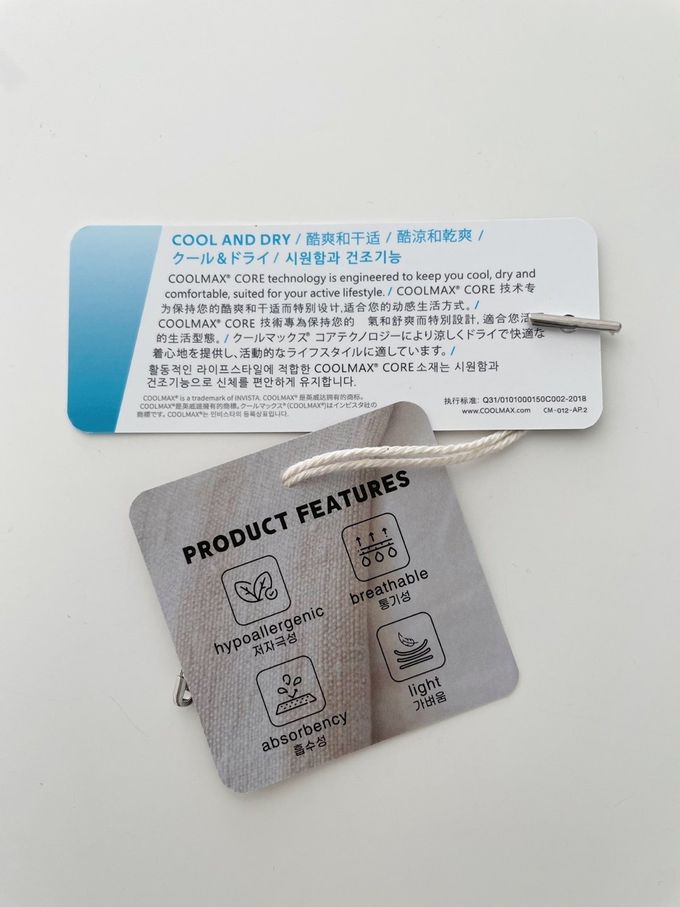 COOL AND DRY / 酷爽和干适 / 酷涼和乾爽 /
クール&ドライ / 시원함과 건조기능
COOLMAX® CORE technology is engineered to keep you cool, dry and
comfortable, suited for your active lifestyle. / COOLMAX® CORE 技术专
为保持您的酷爽和干适而特别设计,适合您的动感生活方式。 /
COOLMAX® CORE 技術專為保持您的 氣和舒爽而特別設計, 適合您活
的生活型態。 / クールマックス® コアテクノロジーにより涼しくドライで快適な
着心地を提供し、活動的なライフスタイルに適しています。 /
활동적인 라이프스타일에 적합한 COOLMAX® CORE 소재는 시원함과
건조기능으로 신체를 편안하게 유지합니다.
COOLMAX® is a trademark of INVISTA. COOLMAX® 是英威达拥有的商标。
COOLMAX®是英威達擁有的商標。クールマックス®(COOLMAX®)はインビスタ社の
商標です。COOLMAX®는 인비스타의 등록상표입니다.
执行标准: Q31/0101000150C002-2018
www.COOLMAX.com CM-012-AP.2
PRODUCT FEATURES
hypoallergenic
저자극성
breathable
통기성
absorbency
흡수성
light
가벼움